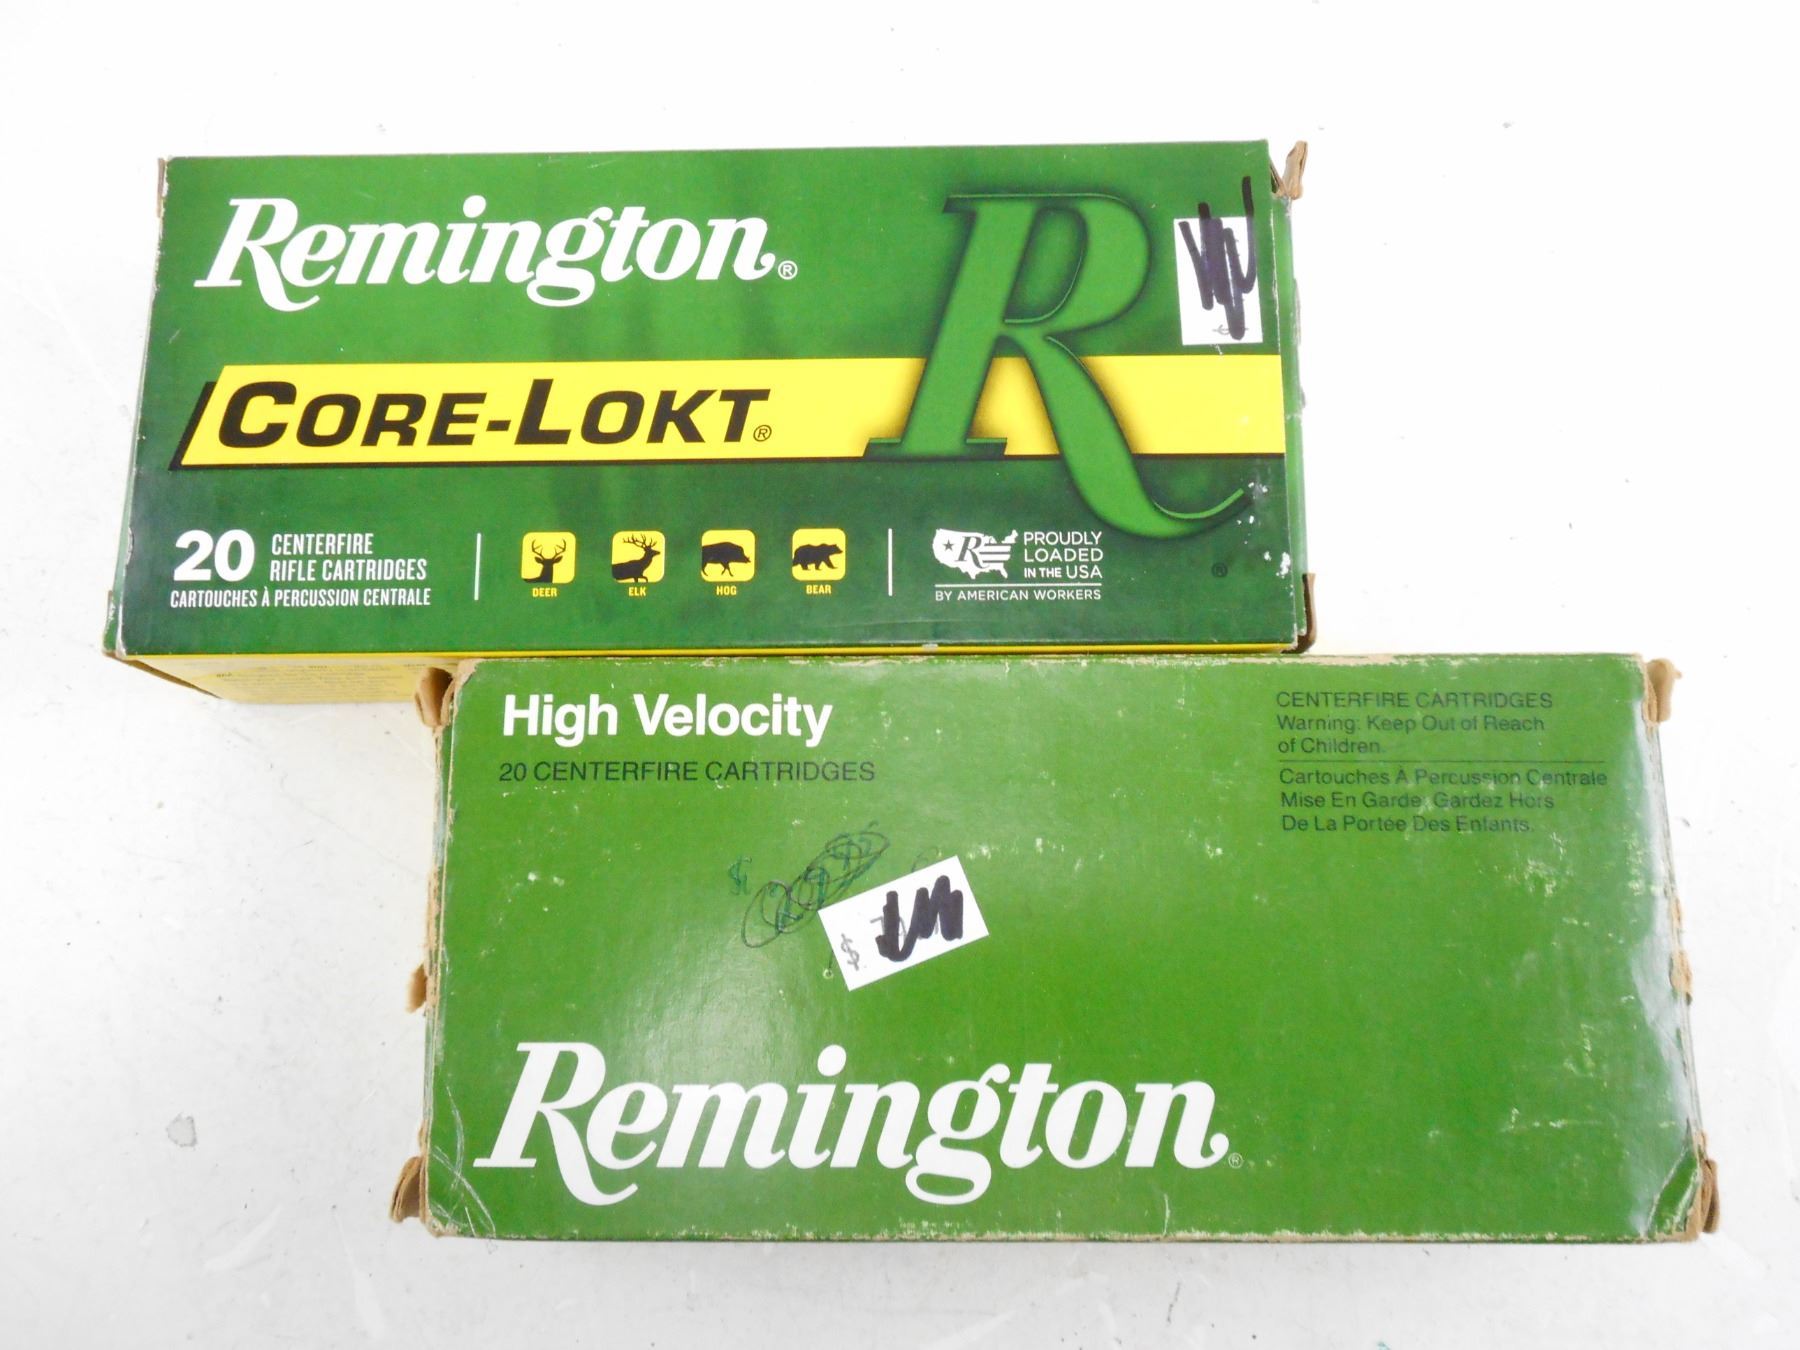 Remington®
CORE-LOKT®
R
20 CENTERFIRE
RIFLE CARTRIDGES
CARTOUCHES À PERCUSSION CENTRALE
DEER ELK HOG BEAR
R
PROUDLY
LOADED
IN THE USA
BY AMERICAN WORKERS
®
High Velocity
20 CENTERFIRE CARTRIDGES
CENTERFIRE CARTRIDGES
Warning: Keep Out of Reach
of Children.
Cartouches À Percussion Centrale
Mise En Garde: Gardez Hors
De La Portée Des Enfants.
$
$
Remington®